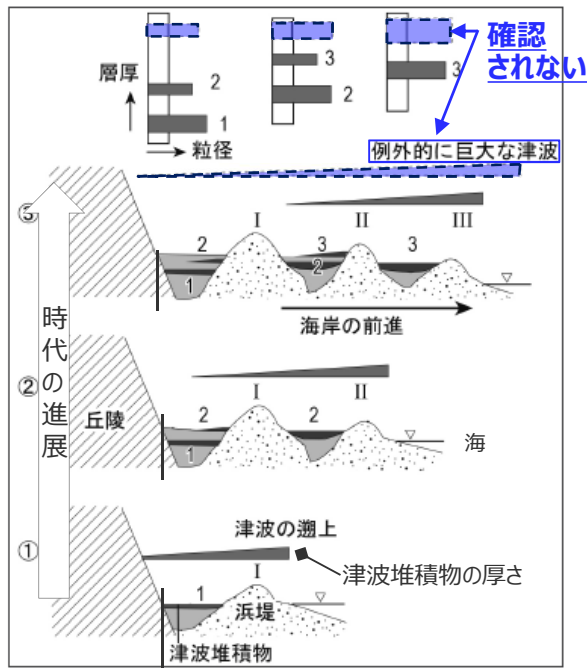 確認
されない
層厚
粒径
2
1
3
2
3
例外的に巨大な津波
③
I
II
III
2
3
3
1
2
海岸の前進
時代の進展
②
I
II
丘陵
2
2
1
海
①
津波の遡上
津波堆積物の厚さ
I
1
浜堤
津波堆積物